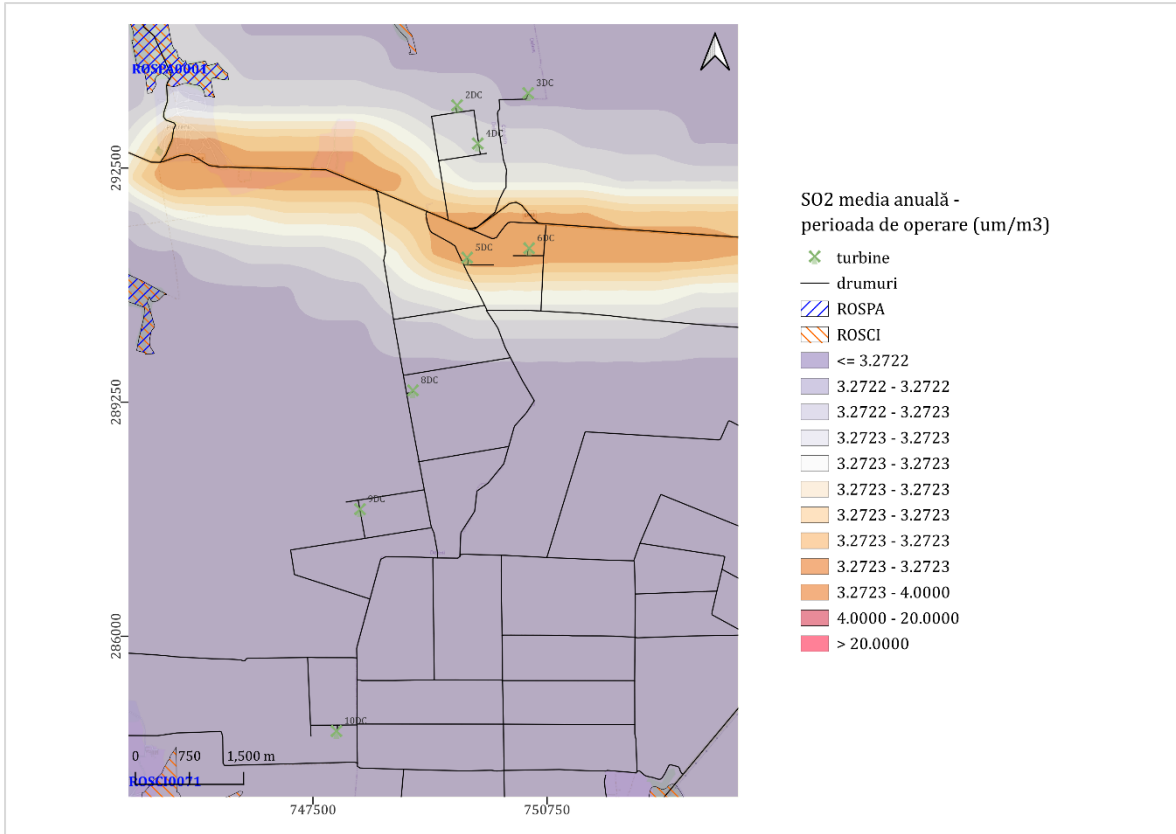 ROSPA0001
2DC
3DC
4DC
5DC
6DC
8DC
9DC
10DC
0 750 1,500 m
ROSCI0071
292500
289250
286000
747500
750750
SO2 media anuală -
perioada de operare (um/m3)
turbine
drumuri
ROSPA
ROSCI
<= 3.2722
3.2722 - 3.2722
3.2722 - 3.2723
3.2723 - 3.2723
3.2723 - 3.2723
3.2723 - 3.2723
3.2723 - 3.2723
3.2723 - 3.2723
3.2723 - 3.2723
3.2723 - 4.0000
4.0000 - 20.0000
> 20.0000